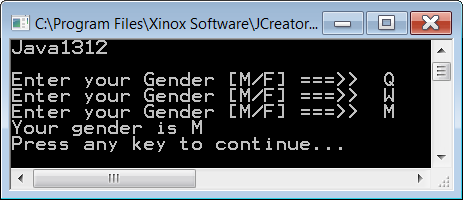 C:\Program Files\Xinox Software\JCreator...
Java1312
Enter your Gender [M/F] ===>>  Q
Enter your Gender [M/F] ===>>  W
Enter your Gender [M/F] ===>>  M
Your gender is M
Press any key to continue...